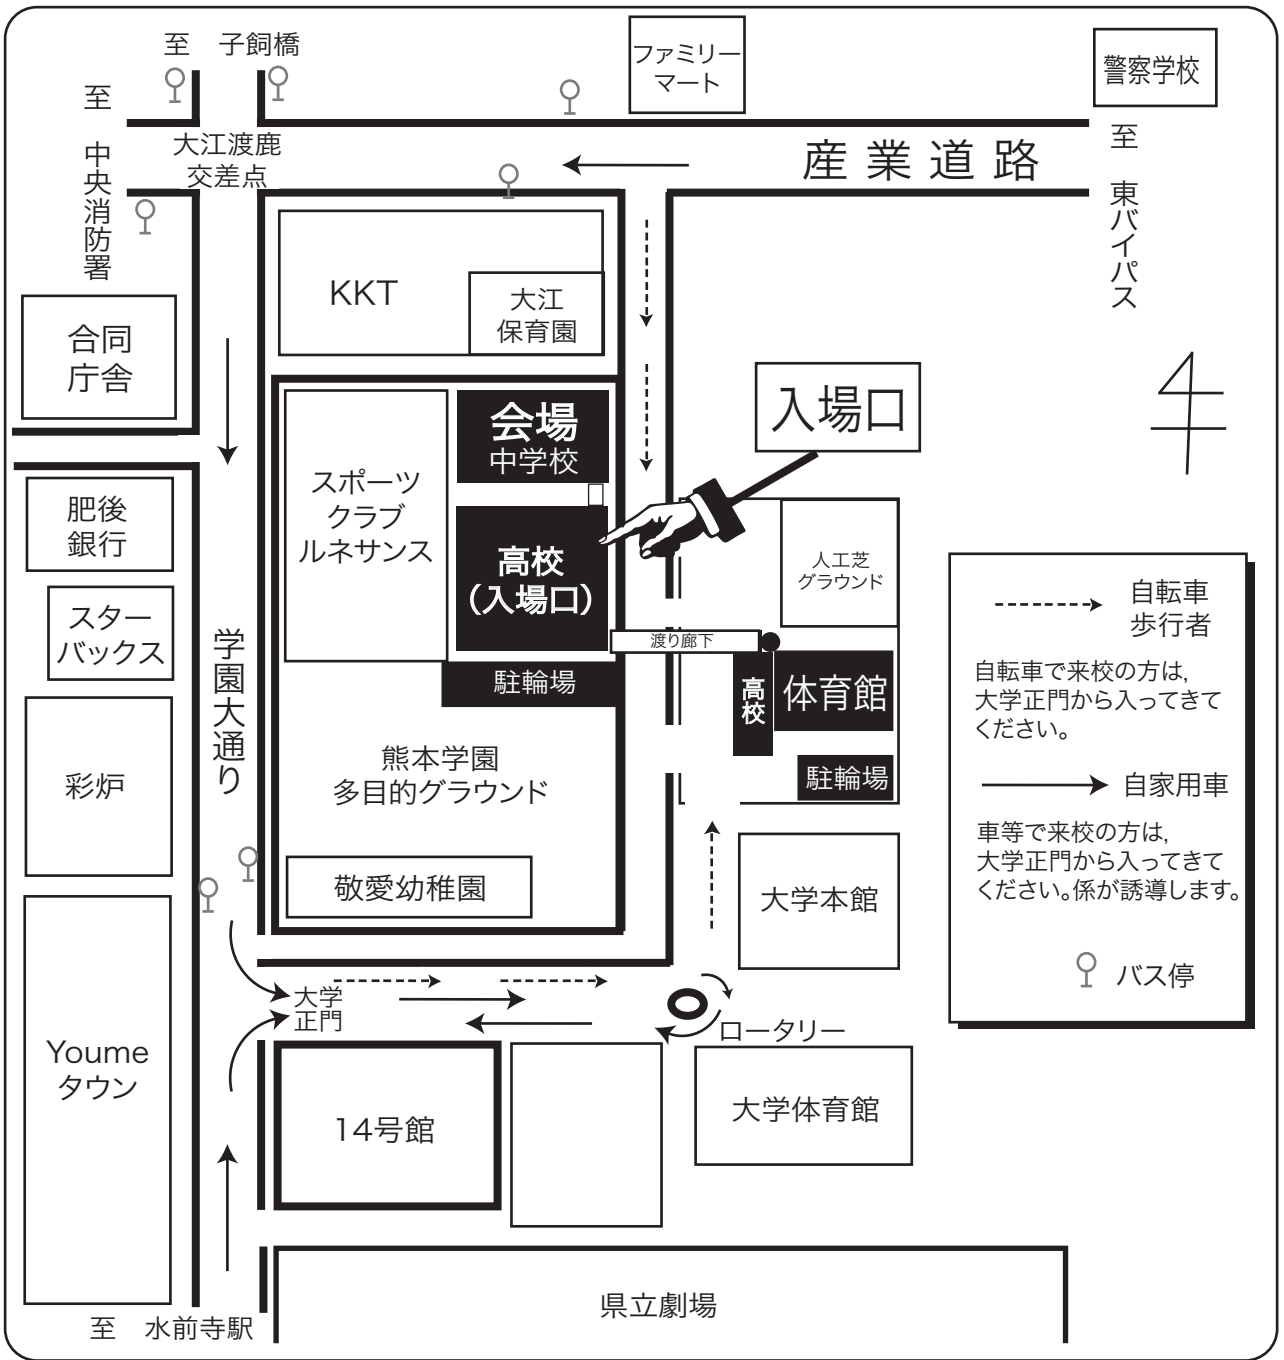 至 子飼橋
ファミリー
マート
警察学校
至 中央消防署
大江渡鹿
交差点
産業道路
至 東バイパス
KKT
大江
保育園
合同
庁舎
会場
中学校
入場口
スポーツ
クラブ
ルネサンス
肥後
銀行
高校
（入場口）
人工芝
グラウンド
自転車
歩行者
スター
バックス
渡り廊下
学園大通り
駐輪場
高校
体育館
自転車で来校の方は,
大学正門から入ってきて
ください。
彩炉
熊本学園
多目的グラウンド
駐輪場
自家用車
車等で来校の方は,
大学正門から入ってきて
ください。係が誘導します。
敬愛幼稚園
大学本館
バス停
大学
正門
ロータリー
Youme
タウン
14号館
大学体育館
県立劇場
至 水前寺駅